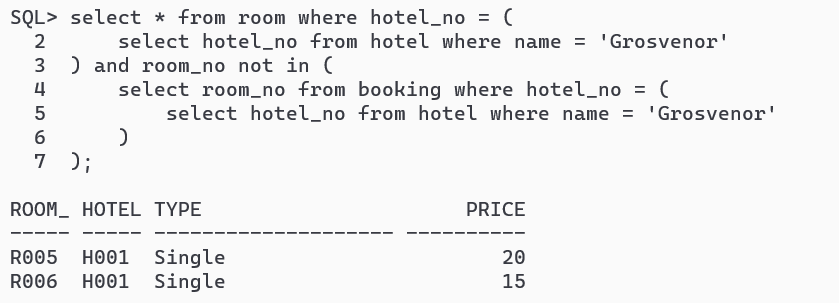 SQL> select * from room where hotel_no = (
  2      select hotel_no from hotel where name = 'Grosvenor'
  3  ) and room_no not in (
  4      select room_no from booking where hotel_no = (
  5          select hotel_no from hotel where name = 'Grosvenor'
  6      )
  7  );

ROOM_ HOTEL TYPE                      PRICE
----- ----- -------------------- ----------
R005  H001  Single                       20
R006  H001  Single                       15